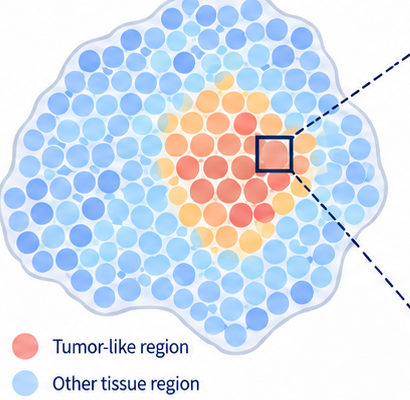 Tumor-like region
Other tissue region